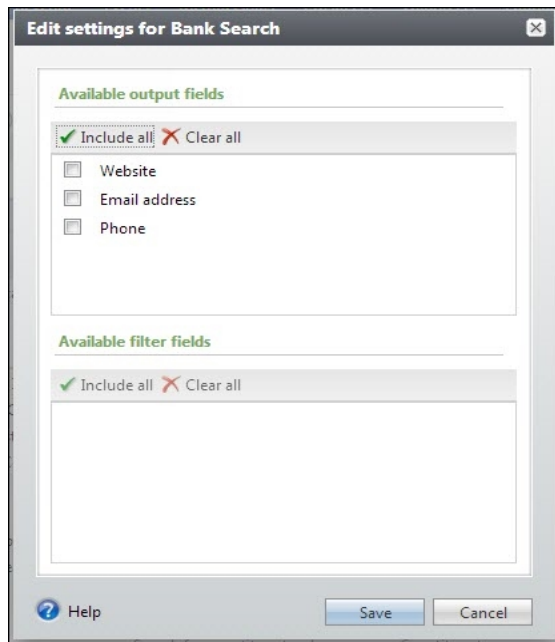 Edit settings for Bank Search
Available output fields
Include all Clear all
Website
Email address
Phone
Available filter fields
Include all Clear all
Help Save Cancel